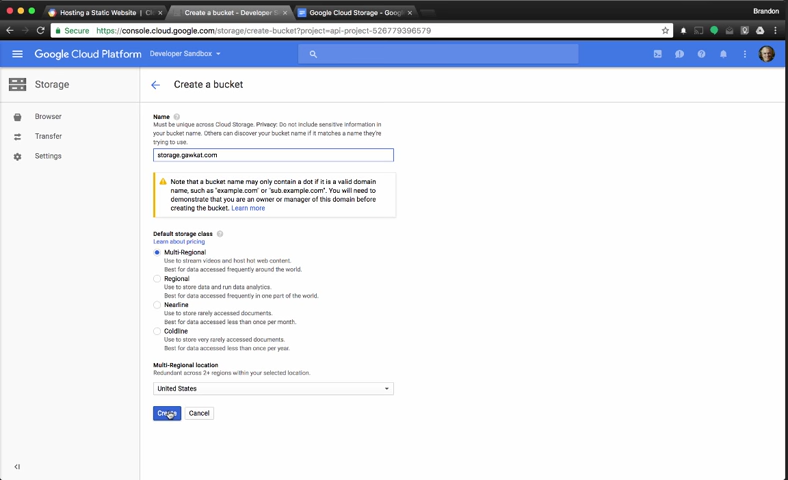 Hosting a Static Website
Create a bucket - Developer
Google Cloud Storage - Goog
Brandon
Secure
https://console.cloud.google.com/storage/create-bucket?project=api-project-526779396579
Google Cloud Platform
Developer Sandbox
Storage
Create a bucket
Browser
Transfer
Settings
Name
Must be unique across Cloud Storage. Privacy: Do not include sensitive information in
your bucket name. Others can discover your bucket name if it matches a name they're
trying to use.
storage.gawkat.com
Note that a bucket name may only contain a dot if it is a valid domain
name, such as "example.com" or "sub.example.com". You will need to
demonstrate that you are an owner or manager of this domain before
creating the bucket. Learn more
Default storage class
Learn about pricing
Multi-Regional
Use to stream videos and host hot web content.
Best for data accessed frequently around the world.
Regional
Use to store data and run data analytics.
Best for data accessed frequently in one part of the world.
Nearline
Use to store rarely accessed documents.
Best for data accessed less than once per month.
Coldline
Use to store very rarely accessed documents.
Best for data accessed less than once per year.
Multi-Regional location
Redundant across 2+ regions within your selected location.
United States
Create
Cancel